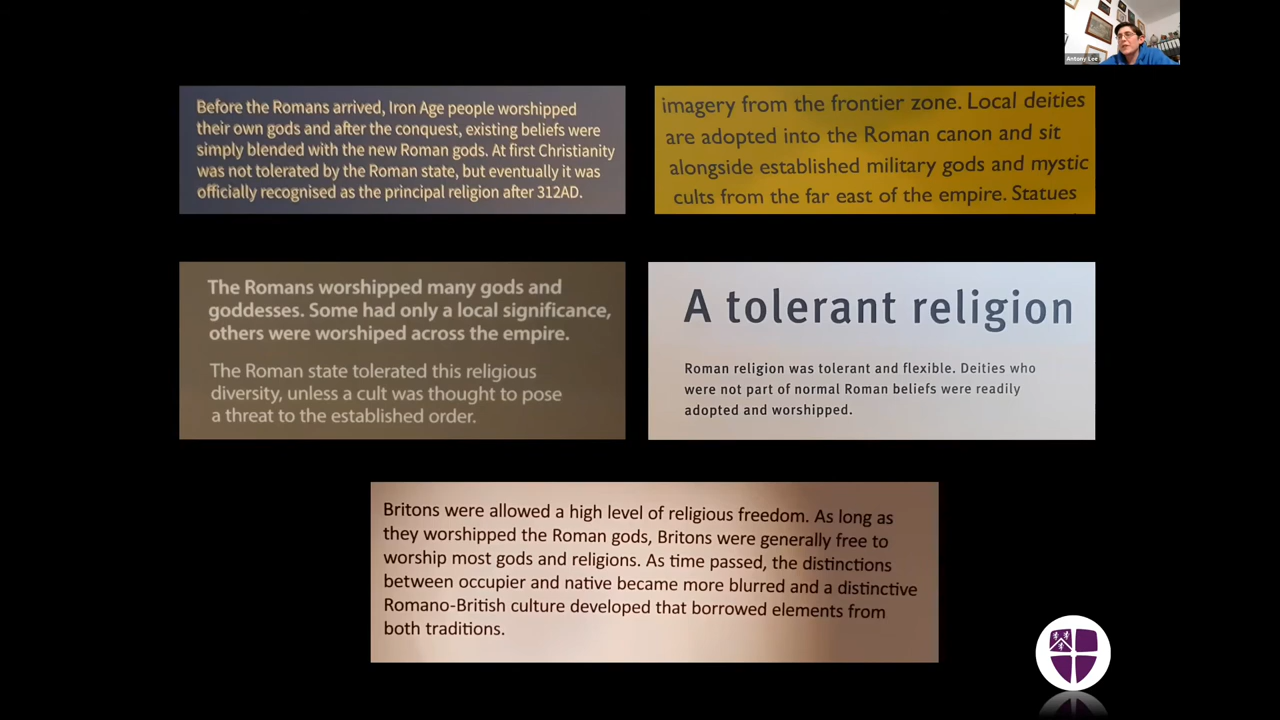 Antony Lee
Before the Romans arrived, Iron Age people worshipped
their own gods and after the conquest, existing beliefs were
simply blended with the new Roman gods. At first Christianity
was not tolerated by the Roman state, but eventually it was
officially recognised as the principal religion after 312AD.
imagery from the frontier zone. Local deities
are adopted into the Roman canon and sit
alongside established military gods and mystic
cults from the far east of the empire. Statues
The Romans worshipped many gods and
goddesses. Some had only a local significance,
others were worshiped across the empire.
The Roman state tolerated this religious
diversity, unless a cult was thought to pose
a threat to the established order.
A tolerant religion
Roman religion was tolerant and flexible. Deities who
were not part of normal Roman beliefs were readily
adopted and worshipped.
Britons were allowed a high level of religious freedom. As long as
they worshipped the Roman gods, Britons were generally free to
worship most gods and religions. As time passed, the distinctions
between occupier and native became more blurred and a distinctive
Romano-British culture developed that borrowed elements from
both traditions.